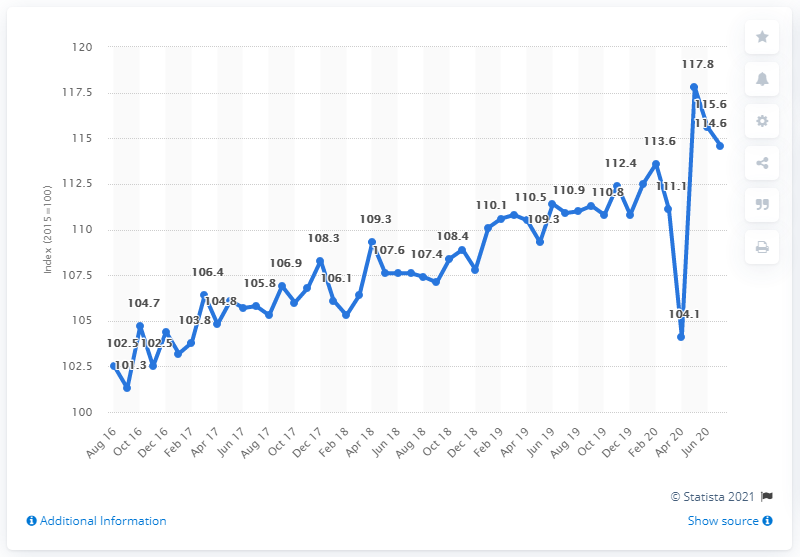 120
117.5
115
112.5
110
107.5
105
102.5
100
Index (2015=100)
102.5
101.3
104.7
102.5
103.8
106.4
104.8
105.8
106.9
108.3
106.1
109.3
107.6
107.4
108.4
110.1
110.5
109.3
110.9
110.8
112.4
113.6
111.1
104.1
117.8
115.6
114.6
Aug 16
Oct 16
Dec 16
Feb 17
Apr 17
Jun 17
Aug 17
Oct 17
Dec 17
Feb 18
Apr 18
Jun 18
Aug 18
Oct 18
Dec 18
Feb 19
Apr 19
Jun 19
Aug 19
Oct 19
Dec 19
Feb 20
Apr 20
Jun 20
© Statista 2021
Additional Information
Show source